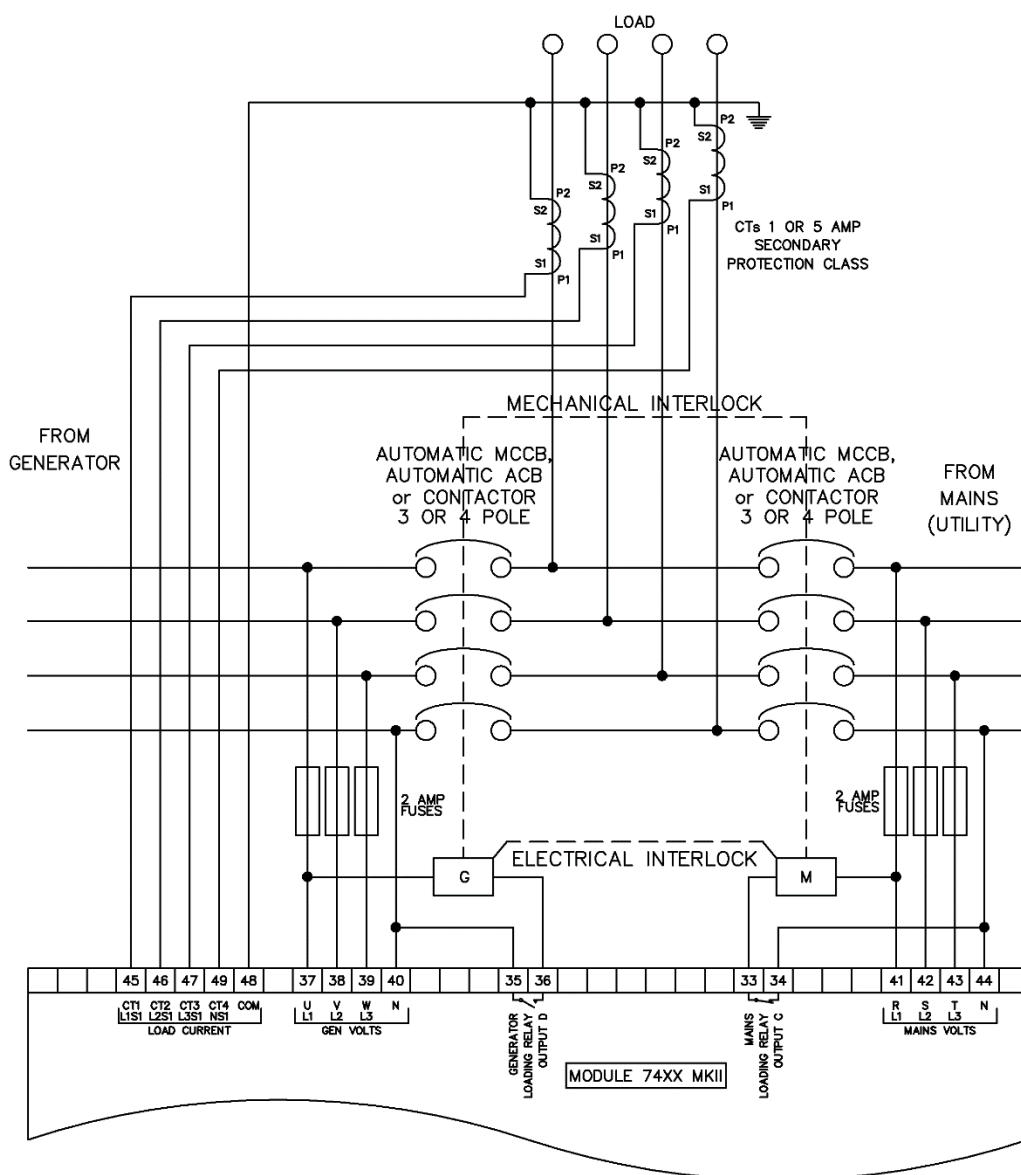 LOAD
P2
S2
P2
S2
P2
S2
P2
S2
S1
P1
S1
P1
S1
P1
S1
P1
CTs 1 OR 5 AMP
SECONDARY
PROTECTION CLASS
MECHANICAL INTERLOCK
FROM
GENERATOR
AUTOMATIC MCCB,
AUTOMATIC ACB
or CONTACTOR
3 OR 4 POLE
AUTOMATIC MCCB,
AUTOMATIC ACB
or CONTACTOR
3 OR 4 POLE
FROM
MAINS
(UTILITY)
2 AMP
FUSES
2 AMP
FUSES
ELECTRICAL INTERLOCK
G
M
45 46 47 49 48 37 38 39 40 35 36 33 34 41 42 43 44
CT1 CT2 CT3 CT4 COM
L1S1 L2S1 L3S1 NS1
LOAD CURRENT
U V W N
L1 L2 L3
GEN VOLTS
GENERATOR
LOADING RELAY
OUTPUT D
MAINS
LOADING RELAY
OUTPUT C
R S T N
L1 L2 L3
MAINS VOLTS
MODULE 74XX MKII